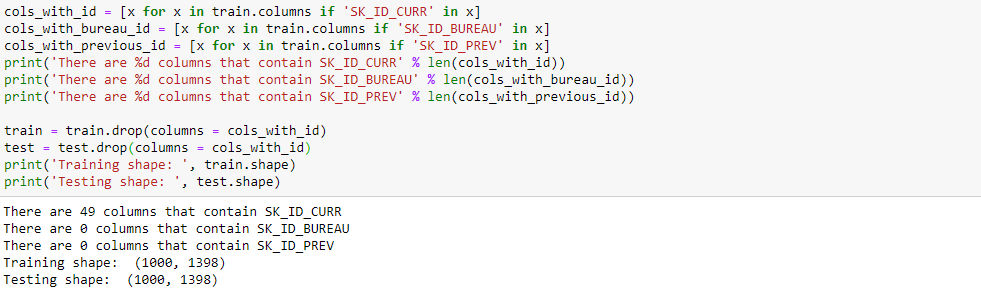 cols_with_id = [x for x in train.columns if 'SK_ID_CURR' in x]
cols_with_bureau_id = [x for x in train.columns if 'SK_ID_BUREAU' in x]
cols_with_previous_id = [x for x in train.columns if 'SK_ID_PREV' in x]
print('There are %d columns that contain SK_ID_CURR' % len(cols_with_id))
print('There are %d columns that contain SK_ID_BUREAU' % len(cols_with_bureau_id))
print('There are %d columns that contain SK_ID_PREV' % len(cols_with_previous_id))
train = train.drop(columns = cols_with_id)
test = test.drop(columns = cols_with_id)
print('Training shape: ', train.shape)
print('Testing shape: ', test.shape)
There are 49 columns that contain SK_ID_CURR
There are 0 columns that contain SK_ID_BUREAU
There are 0 columns that contain SK_ID_PREV
Training shape:  (1000, 1398)
Testing shape:  (1000, 1398)